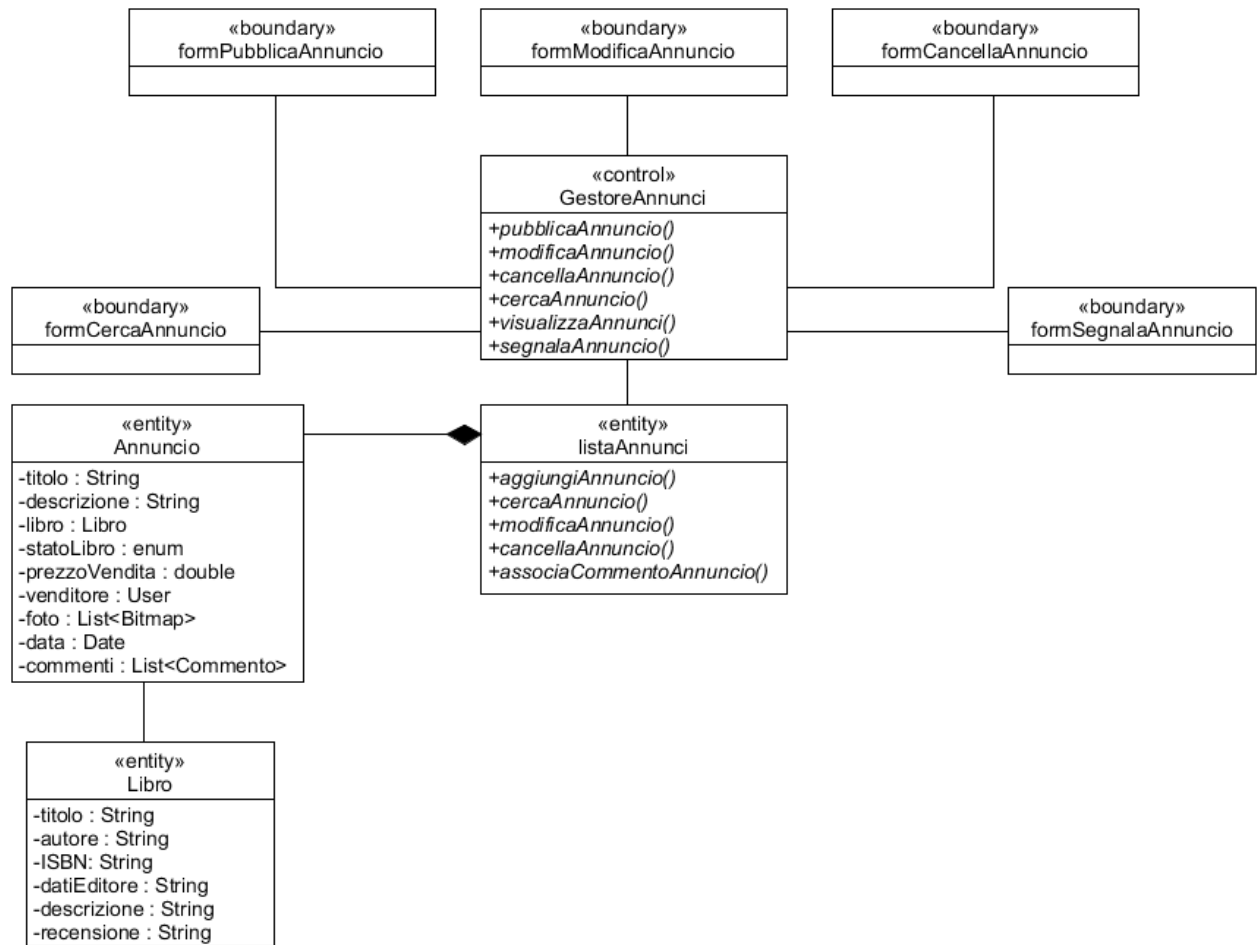 «boundary»
formPubblicaAnnuncio
«boundary»
formModificaAnnuncio
«boundary»
formCancellaAnnuncio
«control»
GestoreAnnunci
+pubblicaAnnuncio()
+modificaAnnuncio()
+cancellaAnnuncio()
+cercaAnnuncio()
+visualizzaAnnunci()
+segnalaAnnuncio()
«boundary»
formCercaAnnuncio
«boundary»
formSegnalaAnnuncio
«entity»
Annuncio
-titolo : String
-descrizione : String
-libro : Libro
-statoLibro : enum
-prezzoVendita : double
-venditore : User
-foto : List<Bitmap>
-data : Date
-commenti : List<Commento>
«entity»
listaAnnunci
+aggiungiAnnuncio()
+cercaAnnuncio()
+modificaAnnuncio()
+cancellaAnnuncio()
+associaCommentoAnnuncio()
«entity»
Libro
-titolo : String
-autore : String
-ISBN: String
-datiEditore : String
-descrizione : String
-recensione : String